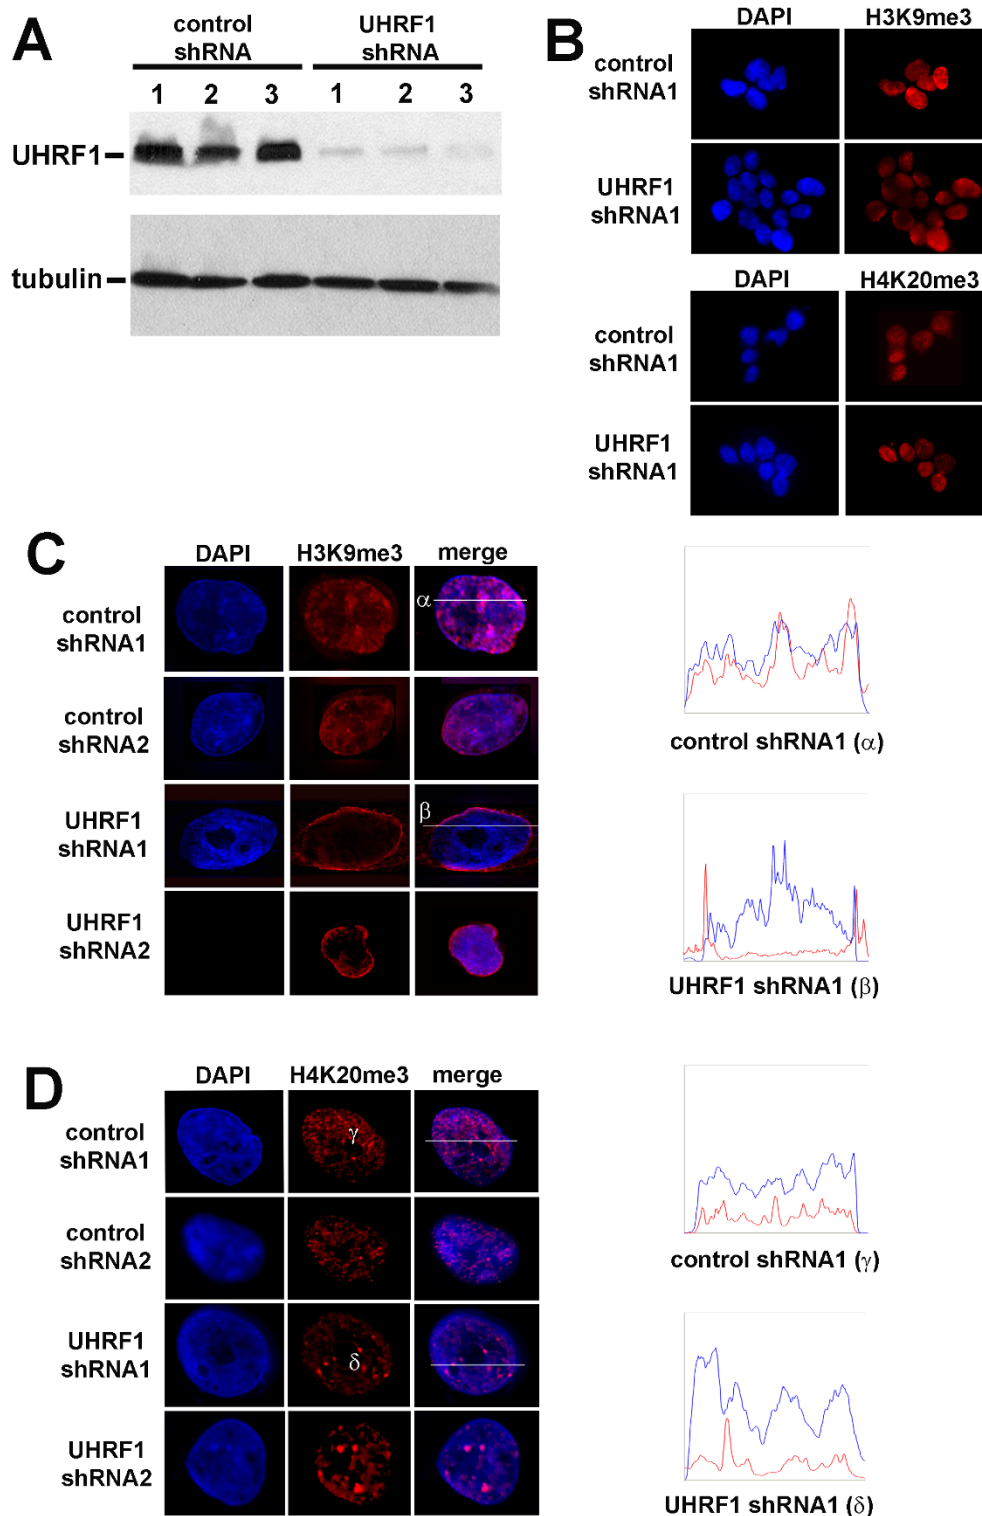 A
control
shRNA
UHRF1
shRNA
1 2 3 1 2 3
UHRF1
tubulin
B
DAPI H3K9me3
control
shRNA1
UHRF1
shRNA1
DAPI H4K20me3
control
shRNA1
UHRF1
shRNA1
C
DAPI H3K9me3 merge
control
shRNA1
α
control
shRNA2
UHRF1
shRNA1
β
UHRF1
shRNA2
control shRNA1 (α)
UHRF1 shRNA1 (β)
D
DAPI H4K20me3 merge
control
shRNA1
γ
control
shRNA2
UHRF1
shRNA1
δ
UHRF1
shRNA2
control shRNA1 (γ)
UHRF1 shRNA1 (δ)